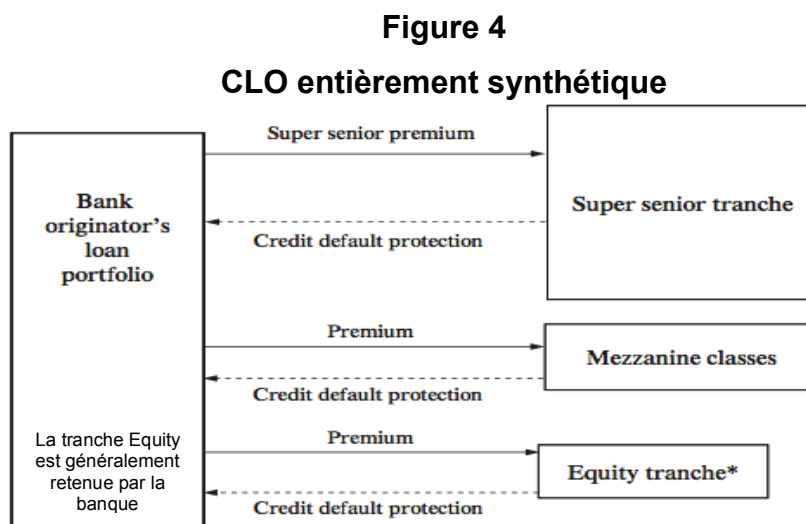 Figure 4
CLO entièrement synthétique
Super senior premium
Bank
originator's
loan
portfolio
Super senior tranche
Credit default protection
Premium
Mezzanine classes
Credit default protection
La tranche Equity
est généralement
retenue par la
banque
Premium
Equity tranche*
Credit default protection